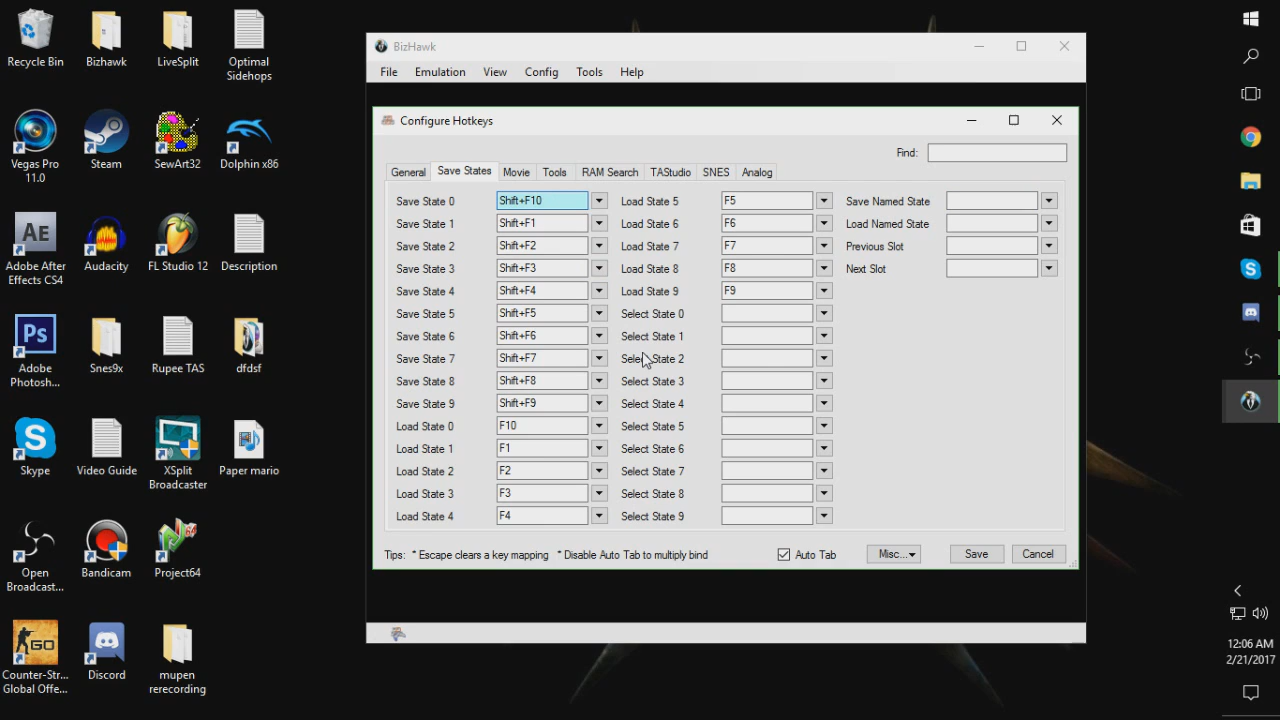 Recycle Bin
Bizhawk
LiveSplit
Optimal
Sidehops
Vegas Pro
11.0
Steam
SewArt32
Dolphin x86
Adobe After
Effects CS4
Audacity
FL Studio 12
Description
Adobe
Photosh...
Snes9x
Rupee TAS
dfdsf
Skype
Video Guide
XSplit
Broadcaster
Paper mario
Open
Broadcast...
Bandicam
Project64
Counter-Str...
Global Offe...
Discord
mupen
rerecording
BizHawk
File Emulation View Config Tools Help
Configure Hotkeys
Find:
General Save States Movie Tools RAM Search TAStudio SNES Analog
Save State 0 Shift+F10 Load State 5 F5 Save Named State
Save State 1 Shift+F1 Load State 6 F6 Load Named State
Save State 2 Shift+F2 Load State 7 F7 Previous Slot
Save State 3 Shift+F3 Load State 8 F8 Next Slot
Save State 4 Shift+F4 Load State 9 F9
Save State 5 Shift+F5 Select State 0
Save State 6 Shift+F6 Select State 1
Save State 7 Shift+F7 Select State 2
Save State 8 Shift+F8 Select State 3
Save State 9 Shift+F9 Select State 4
Load State 0 F10 Select State 5
Load State 1 F1 Select State 6
Load State 2 F2 Select State 7
Load State 3 F3 Select State 8
Load State 4 F4 Select State 9
Tips: * Escape clears a key mapping * Disable Auto Tab to multiply bind Auto Tab Misc... Save Cancel
12:06 AM
2/21/2017